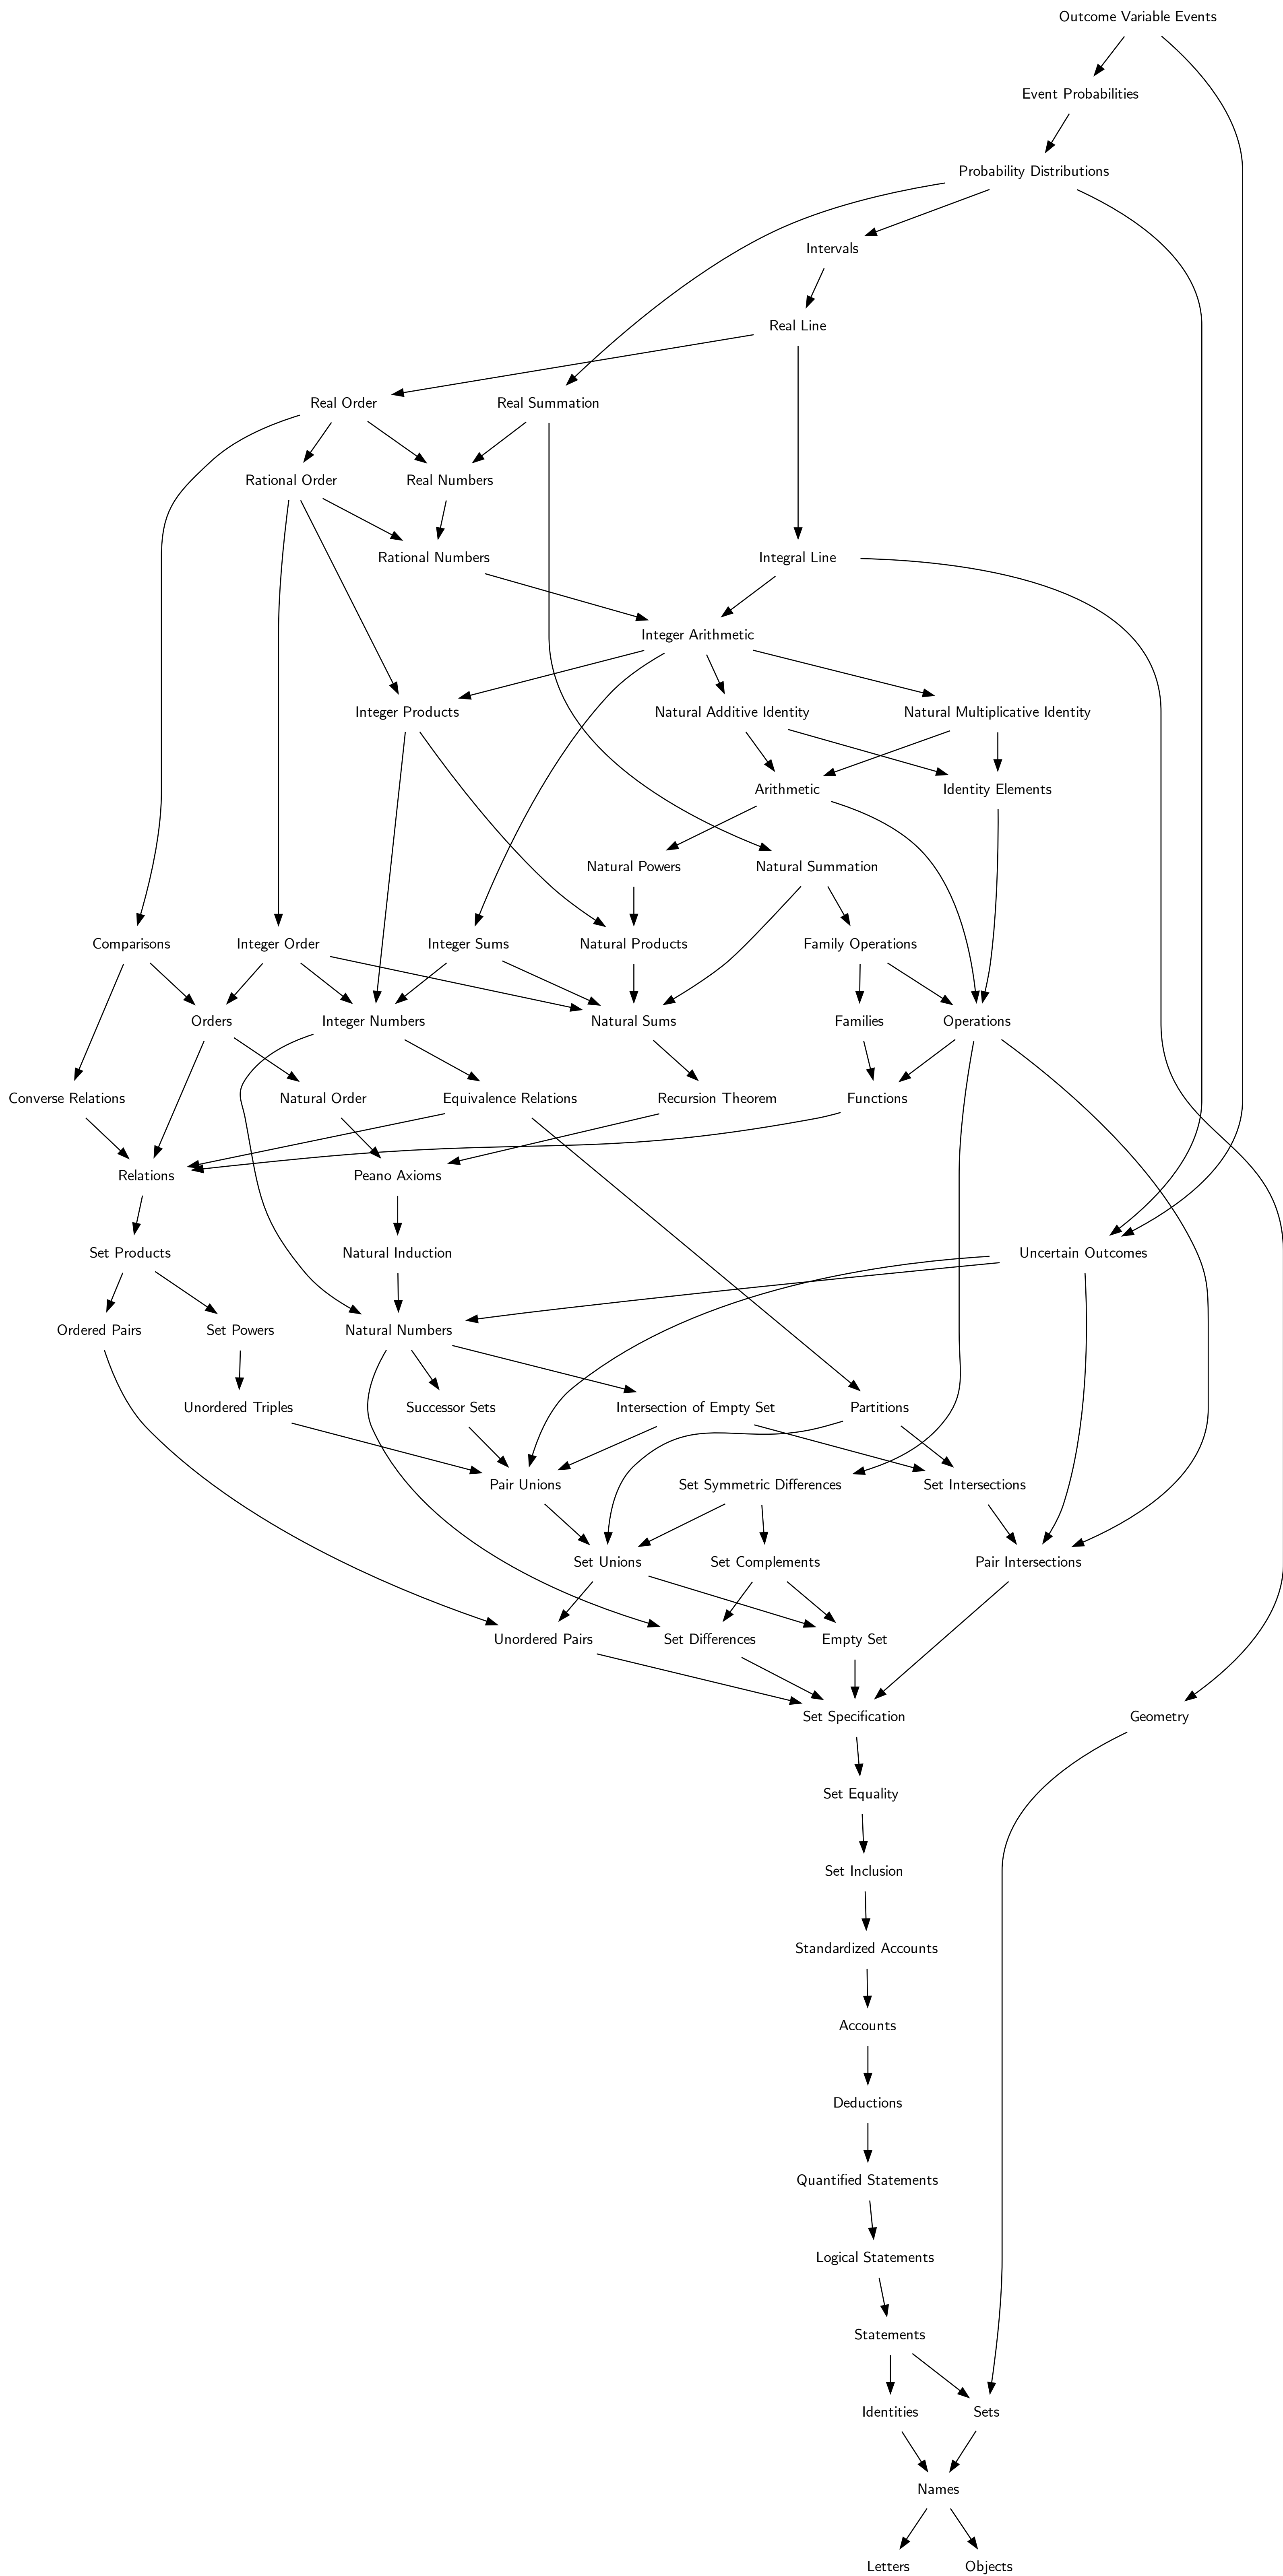 Outcome Variable Events
Event Probabilities
Probability Distributions
Intervals
Real Line
Real Order
Real Summation
Rational Order
Real Numbers
Rational Numbers
Integral Line
Integer Arithmetic
Integer Products
Natural Additive Identity
Natural Multiplicative Identity
Arithmetic
Identity Elements
Natural Powers
Natural Summation
Comparisons
Integer Order
Integer Sums
Natural Products
Family Operations
Orders
Integer Numbers
Natural Sums
Families
Operations
Converse Relations
Natural Order
Equivalence Relations
Recursion Theorem
Functions
Relations
Peano Axioms
Set Products
Natural Induction
Uncertain Outcomes
Ordered Pairs
Set Powers
Natural Numbers
Unordered Triples
Successor Sets
Intersection of Empty Set
Partitions
Pair Unions
Set Symmetric Differences
Set Intersections
Set Unions
Set Complements
Pair Intersections
Unordered Pairs
Set Differences
Empty Set
Set Specification
Geometry
Set Equality
Set Inclusion
Standardized Accounts
Accounts
Deductions
Quantified Statements
Logical Statements
Statements
Identities
Sets
Names
Letters
Objects